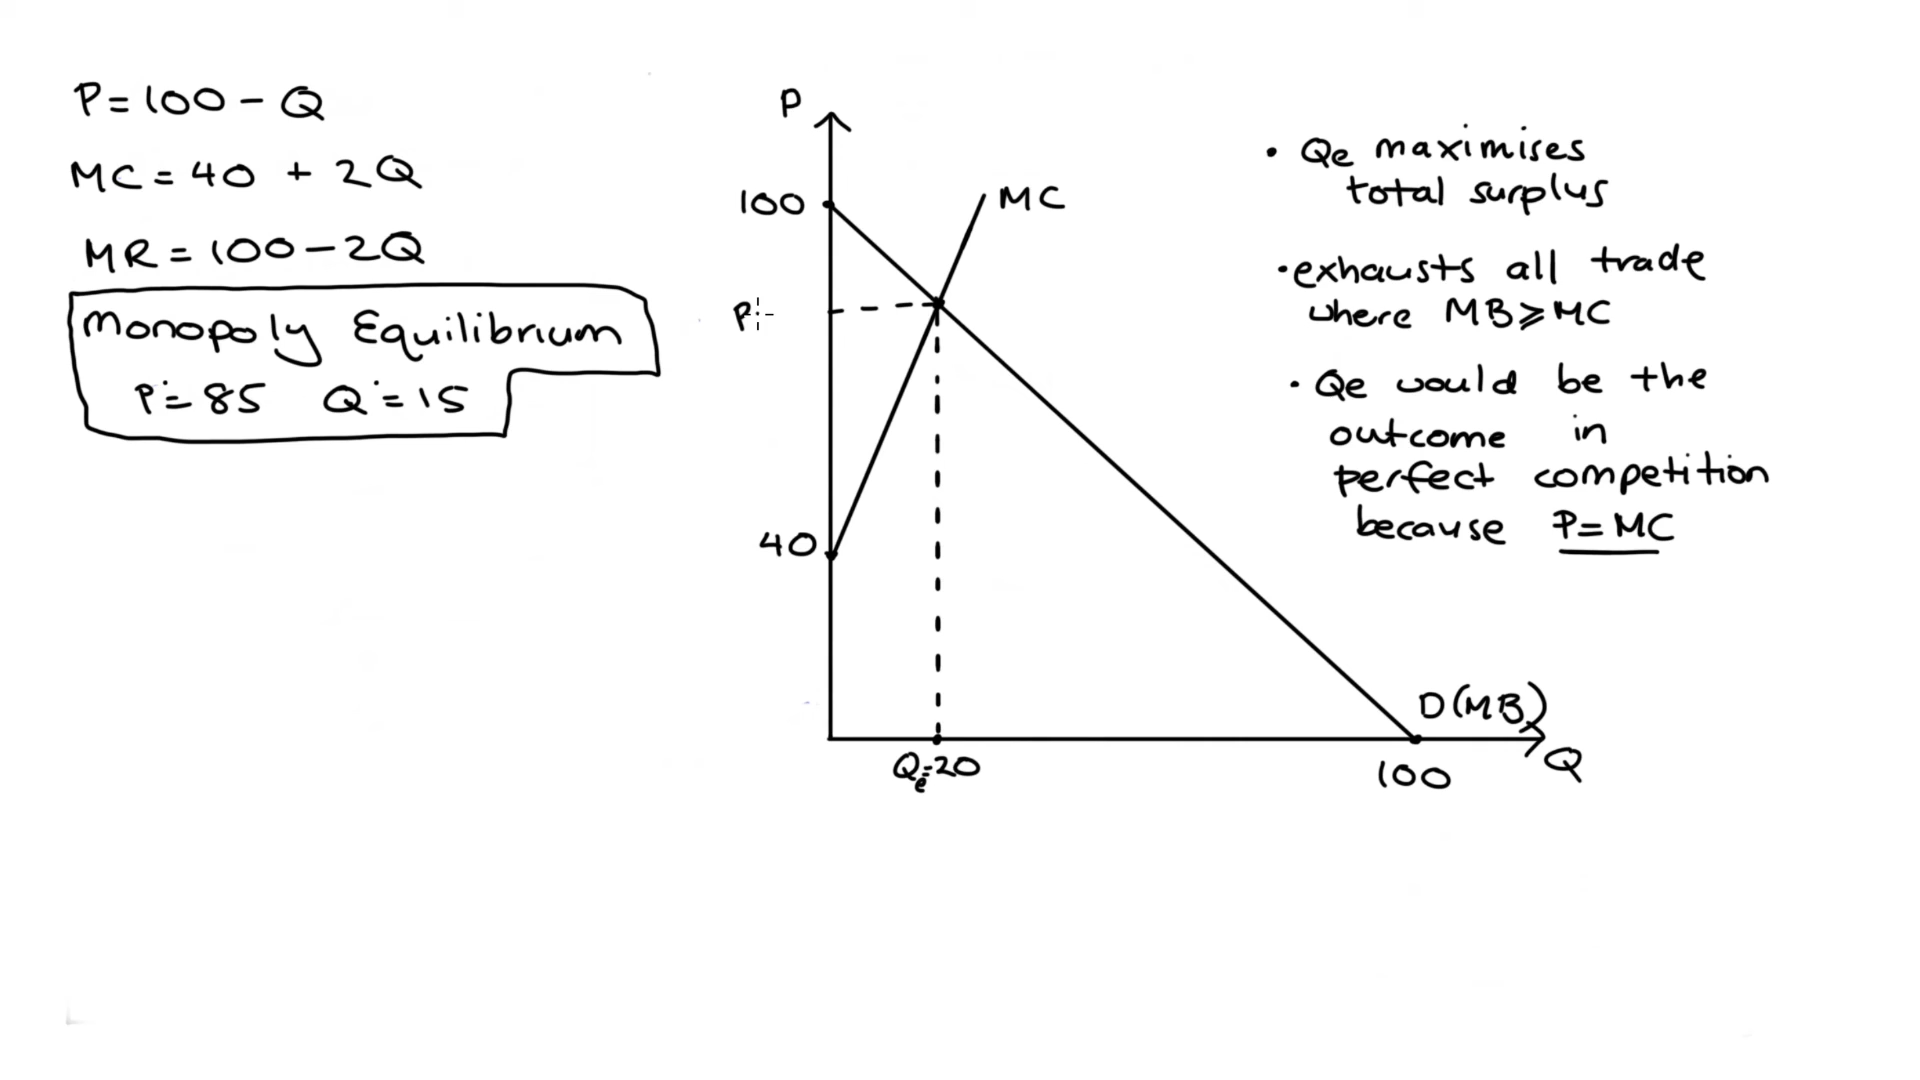 P = 100 - Q
MC = 40 + 2Q
MR = 100 - 2Q
Monopoly Equilibrium
P* = 85 Q* = 15
P
100
MC
P
40
Qe = 20
100
D(MB)
Q
• Qe maximises
total surplus
• exhausts all trade
where MB ⩾ MC
• Qe would be the
outcome in
perfect competition
because P = MC